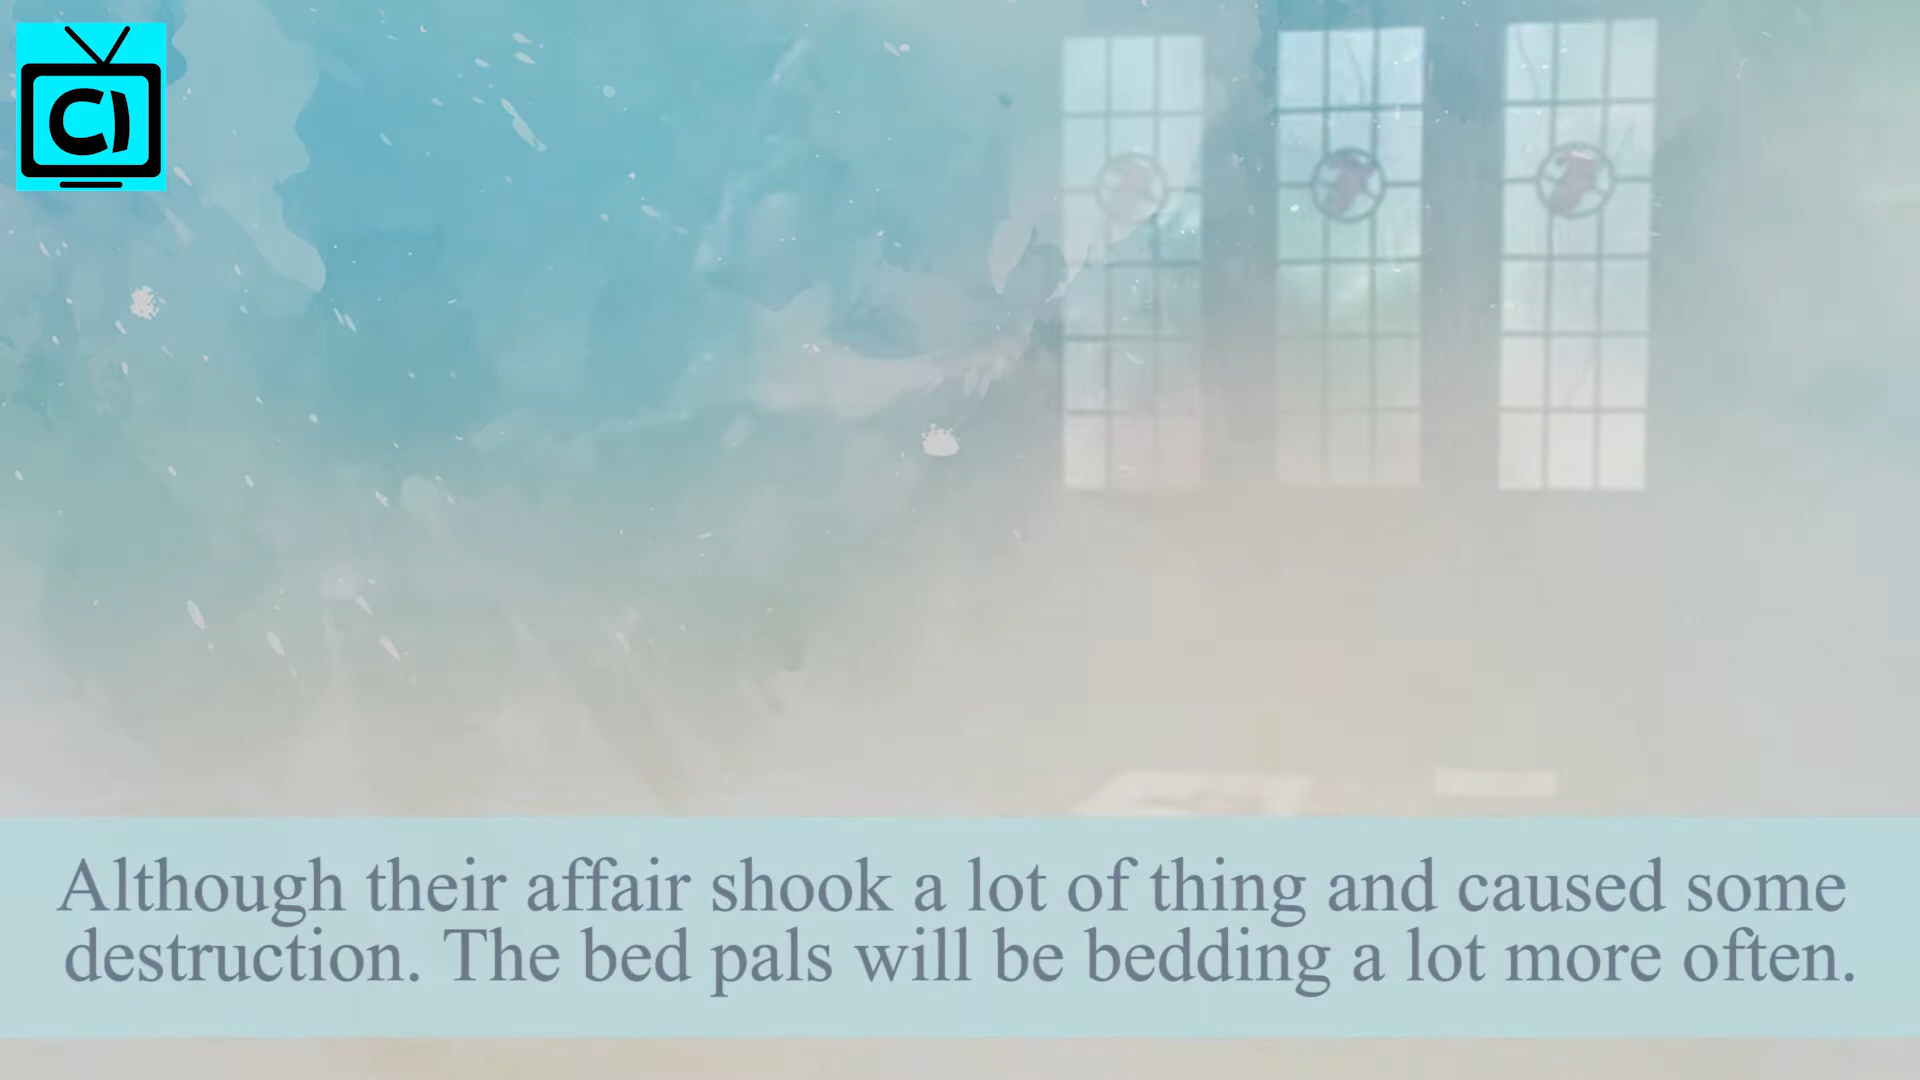 CI
Although their affair shook a lot of thing and caused some
destruction. The bed pals will be bedding a lot more often.